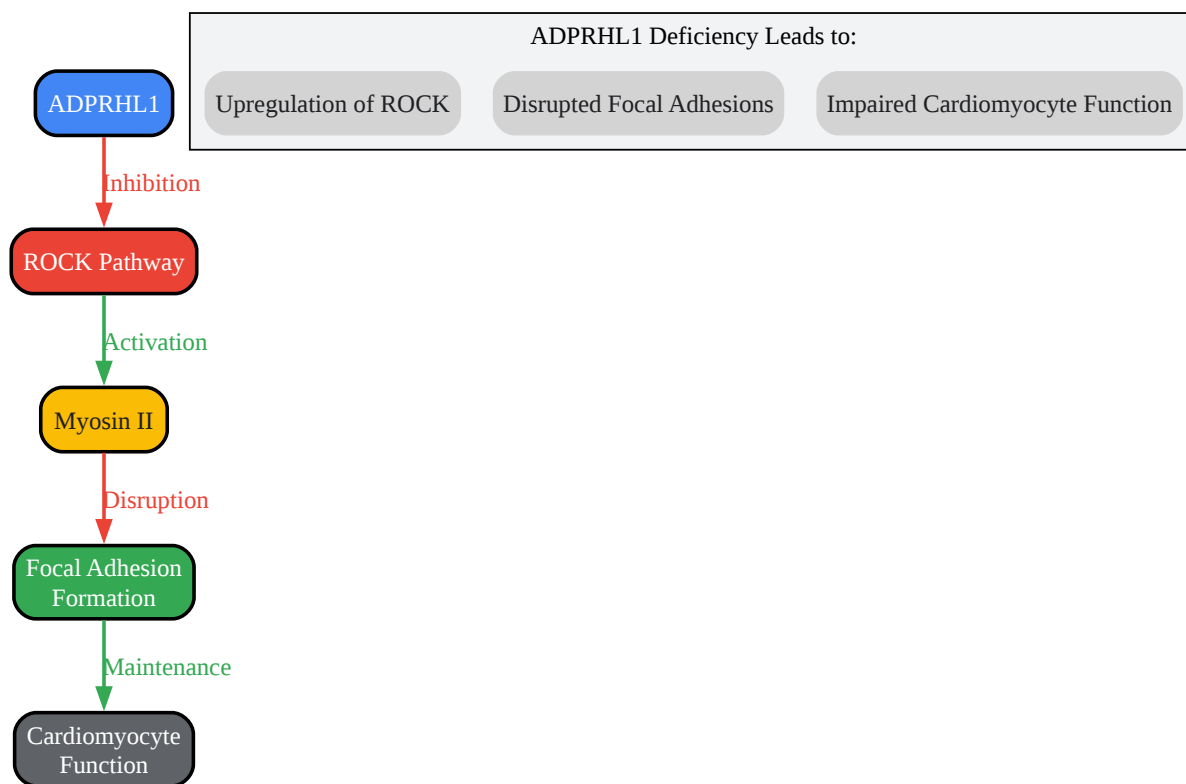 ADPRHL1 Deficiency Leads to:
ADPRHL1
Upregulation of ROCK
Disrupted Focal Adhesions
Impaired Cardiomyocyte Function
Inhibition
ROCK Pathway
Activation
Myosin II
Disruption
Focal Adhesion
Formation
Maintenance
Cardiomyocyte
Function